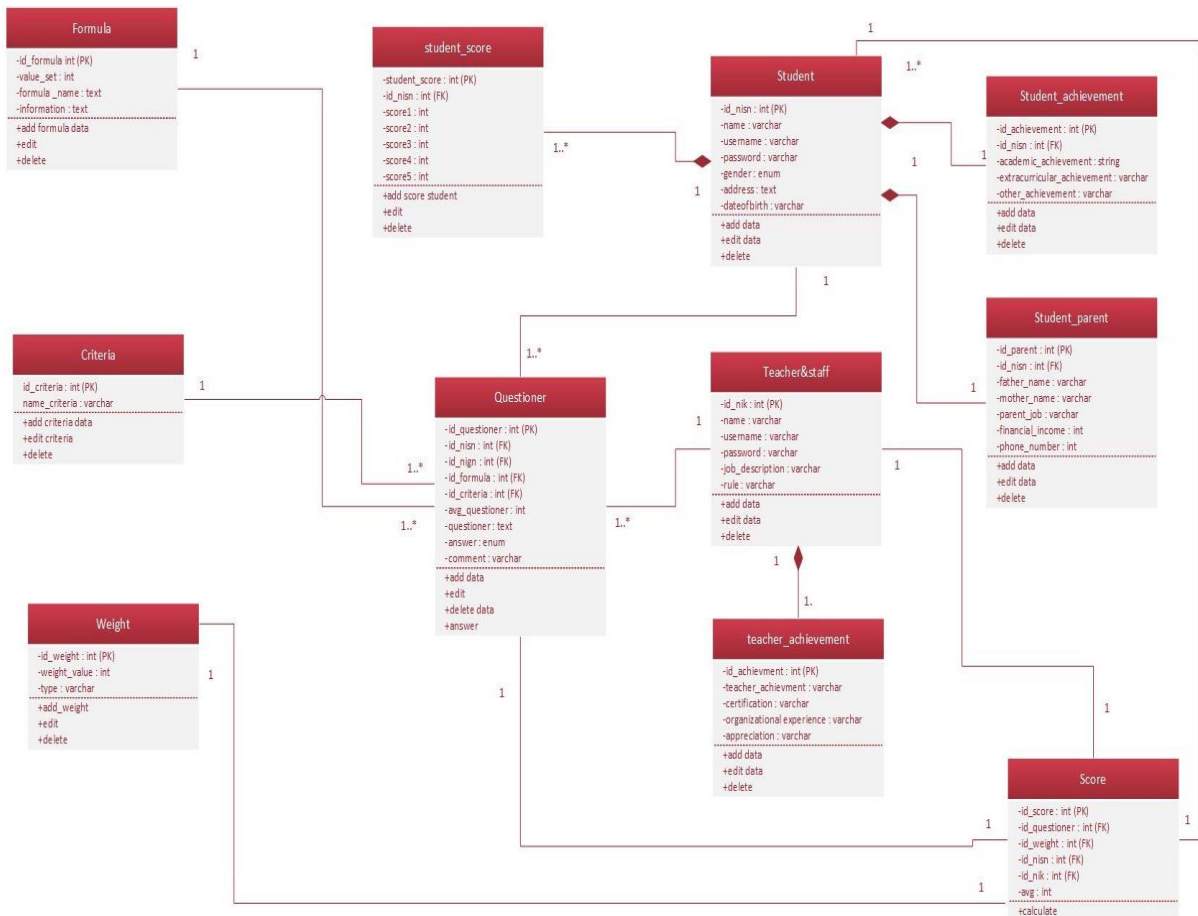 Formula
-id_formula int (PK)
-value_set : int
-formula _name : text
-information : text
+add formula data
+edit
+delete
1
student_score
-student_score : int (PK)
-id_nisn : int (FK)
-score1 : int
-score2 : int
-score3 : int
-score4 : int
-score5 : int
+add score student
+edit
+delete
1..*
1
Student
-id_nisn : int (PK)
-name : varchar
-username : varchar
-password : varchar
-gender : enum
-address : text
-dateofbirth : varchar
+add data
+edit data
+delete
1
1..*
1
1
1
Student_achievement
-id_achievement : int (PK)
-id_nisn : int (FK)
-academic_achievement : string
-extracurricular_achievement : varchar
-other_achievement : varchar
+add data
+edit data
+delete
Student_parent
-id_parent : int (PK)
-id_nisn : int (FK)
-father_name : varchar
-mother_name : varchar
-parent_job : varchar
-financial_income : int
-phone_number : int
+add data
+edit data
+delete
1
Criteria
id_criteria : int (PK)
name_criteria : varchar
+add criteria data
+edit criteria
+delete
1
1..*
Questioner
-id_questioner : int (PK)
-id_nisn : int (FK)
-id_nign : int (FK)
-id_formula : int (FK)
-id_criteria : int (FK)
-avg_questioner : int
-questioner : text
-answer : enum
-comment : varchar
+add data
+edit
+delete data
+answer
1..*
1..*
1..*
1
1
Teacher&staff
-id_nik : int (PK)
-name : varchar
-username : varchar
-password : varchar
-job_description : varchar
-rule : varchar
+add data
+edit data
+delete
1
1
1.
teacher_achievement
-id_achievment : int (PK)
-teacher_achievment : varchar
-certification : varchar
-organizational experience : varchar
-appreciation : varchar
+add data
+edit data
+delete
Weight
-id_weight : int (PK)
-weight_value : int
-type : varchar
+add_weight
+edit
+delete
1
1
1
1
1
Score
-id_score : int (PK)
-id_questioner : int (FK)
-id_weight : int (FK)
-id_nisn : int (FK)
-id_nik : int (FK)
-avg : int
+calculate